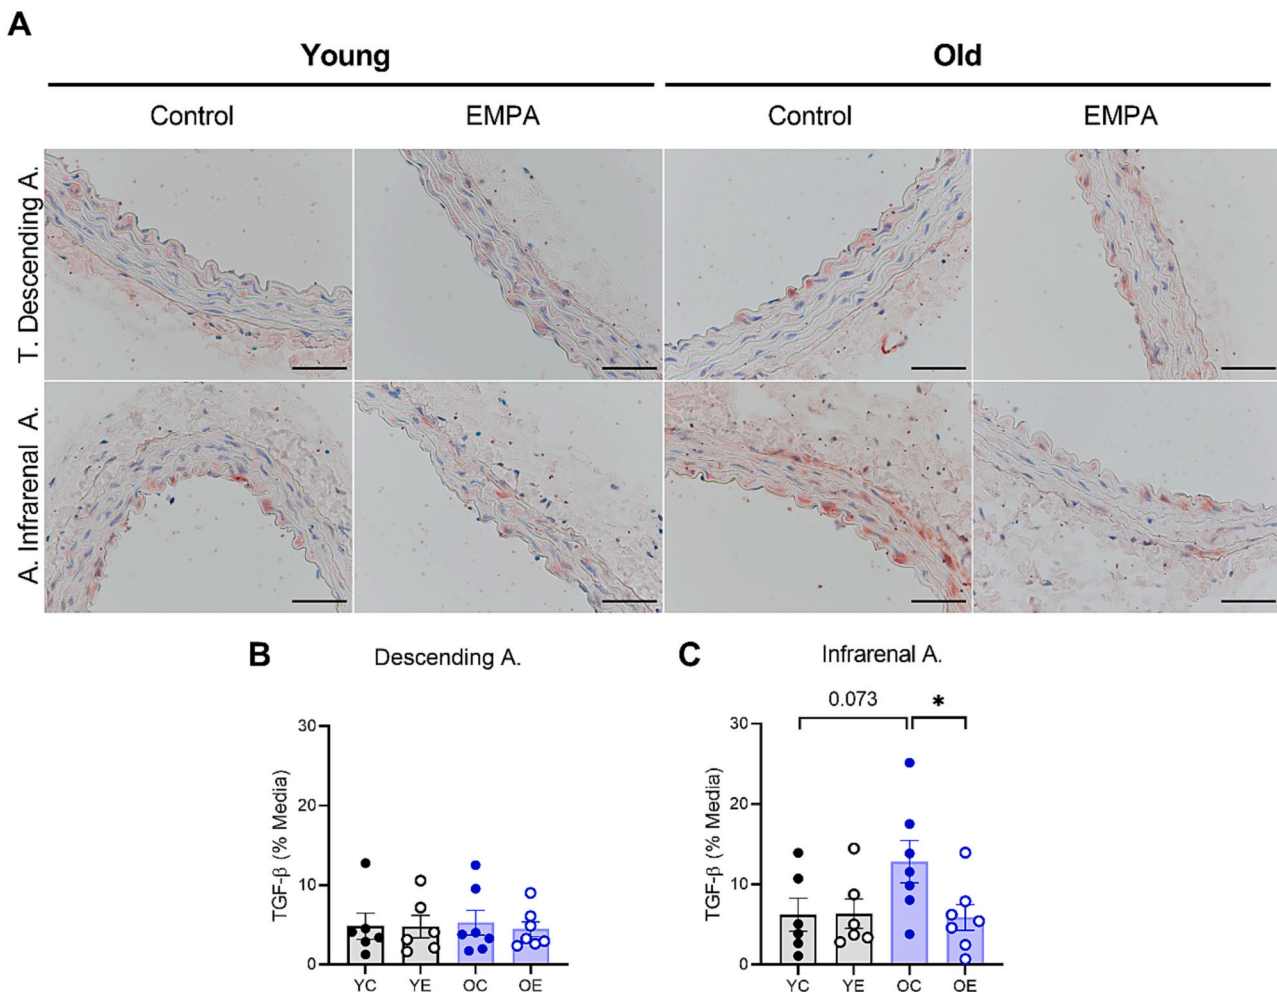 A
Young Old
Control EMPA Control EMPA
T. Descending A.
A. Infrarenal A.
B Descending A.
TGF-β (% Media)
30
20
10
0
YC YE OC OE
C Infrarenal A.
0.073 *
TGF-β (% Media)
30
20
10
0
YC YE OC OE